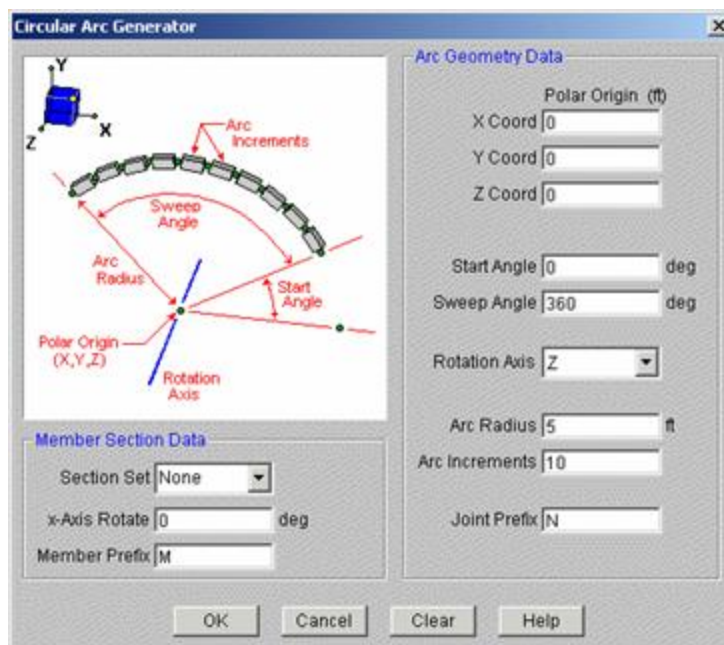 Circular Arc Generator
Y
X
Z
Arc
Increments
Sweep
Angle
Arc
Radius
Start
Angle
Polar Origin
(X,Y,Z)
Rotation
Axis
Member Section Data
Section Set None
x-Axis Rotate 0 deg
Member Prefix M
Arc Geometry Data
Polar Origin (ft)
X Coord 0
Y Coord 0
Z Coord 0
Start Angle 0 deg
Sweep Angle 360 deg
Rotation Axis Z
Arc Radius 5 ft
Arc Increments 10
Joint Prefix N
OK Cancel Clear Help